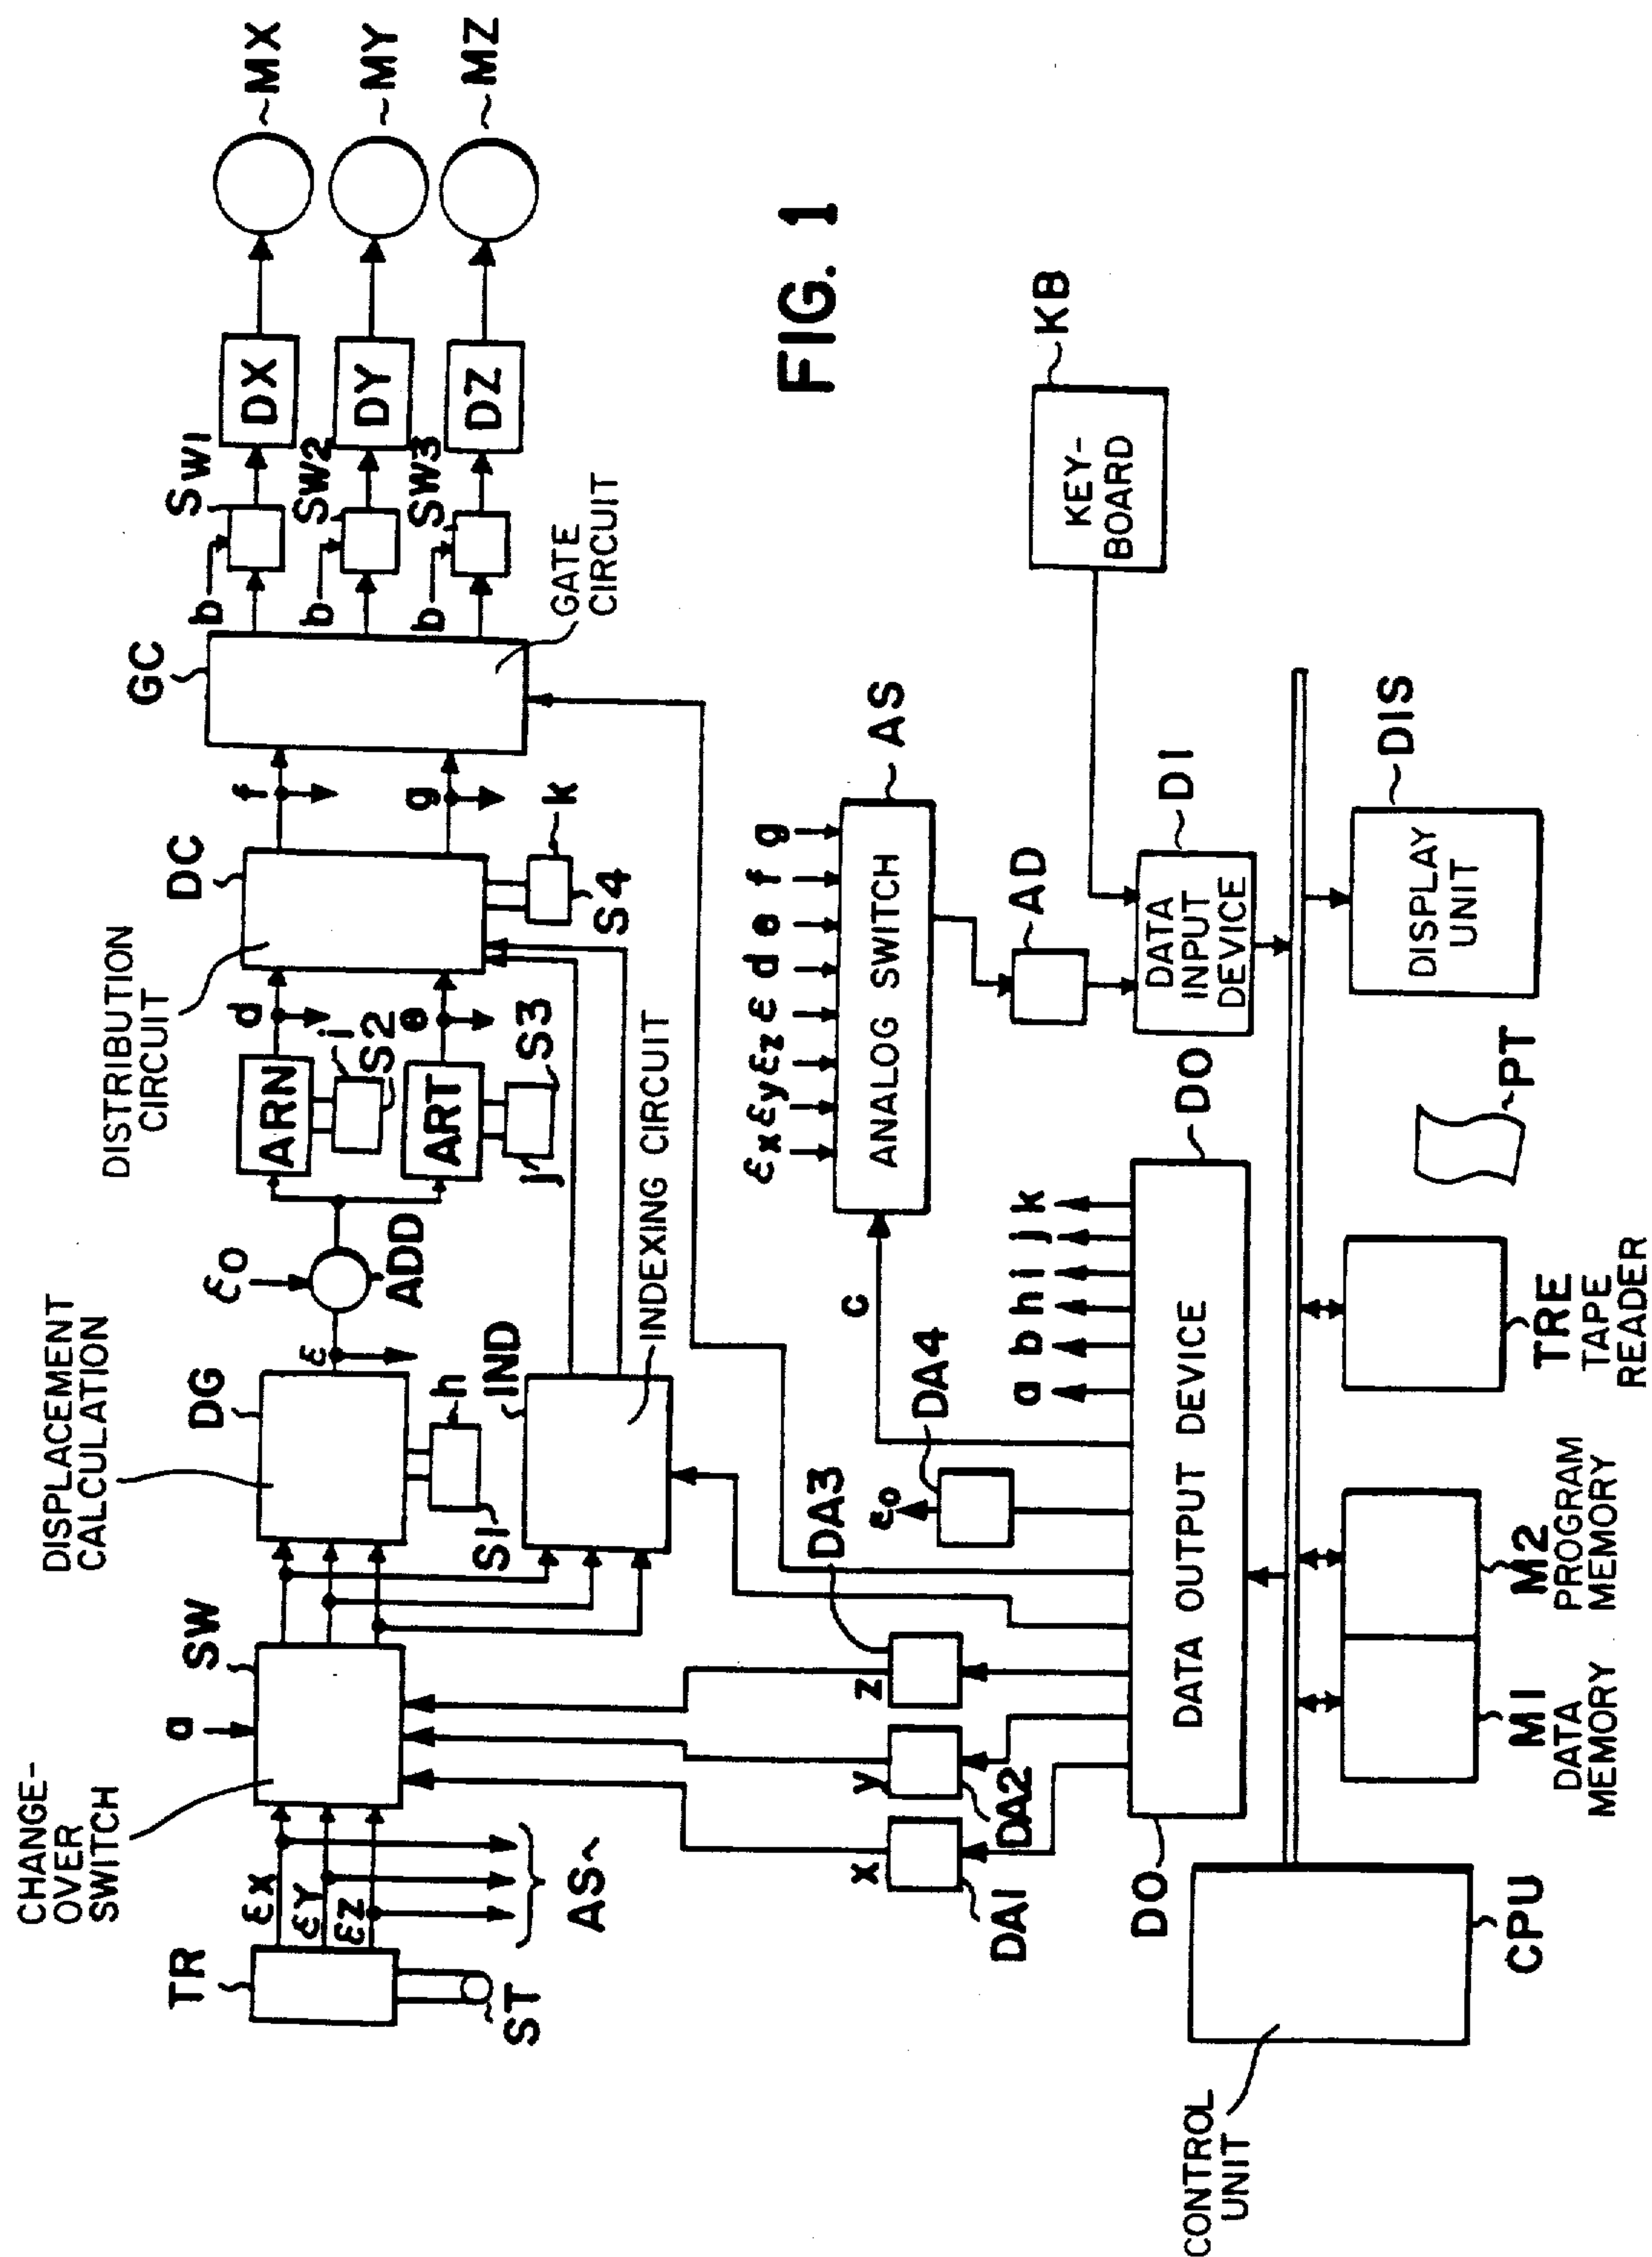 CHANGE-
OVER
SWITCH
DISPLACEMENT
CALCULATION
DISTRIBUTION
CIRCUIT
TR
εX
εY
εZ
ST
AS
a
SW
DG
ε
S1
h
IND
INDEXING CIRCUIT
ε0
ADD
ARN
i
S2
ART
j
S3
d
e
DC
S4
k
f
g
GC
GATE
CIRCUIT
b
SW1
DX
MX
b
SW2
DY
MY
b
SW3
DZ
MZ
FIG. 1
x
DA1
y
DA2
z
DA3
ε0
DA4
c
a b h i j k
εx εy εz ε d e f g
ANALOG SWITCH
AS
AD
KEY-
BOARD
KB
DO
DATA OUTPUT DEVICE
DO
DATA
INPUT
DEVICE
DI
CONTROL
UNIT
CPU
M1
DATA
MEMORY
M2
PROGRAM
MEMORY
TRE
TAPE
READER
PT
DISPLAY
UNIT
DIS